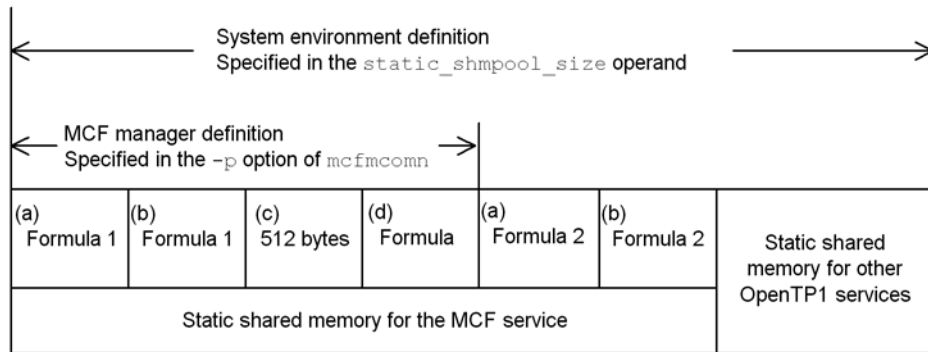 System environment definition
Specified in the static_shmpool_size operand
MCF manager definition
Specified in the -p option of mcfmcomn
(a)
Formula 1
(b)
Formula 1
(c)
512 bytes
(d)
Formula
(a)
Formula 2
(b)
Formula 2
Static shared
memory for other
OpenTP1 services
Static shared memory for the MCF service